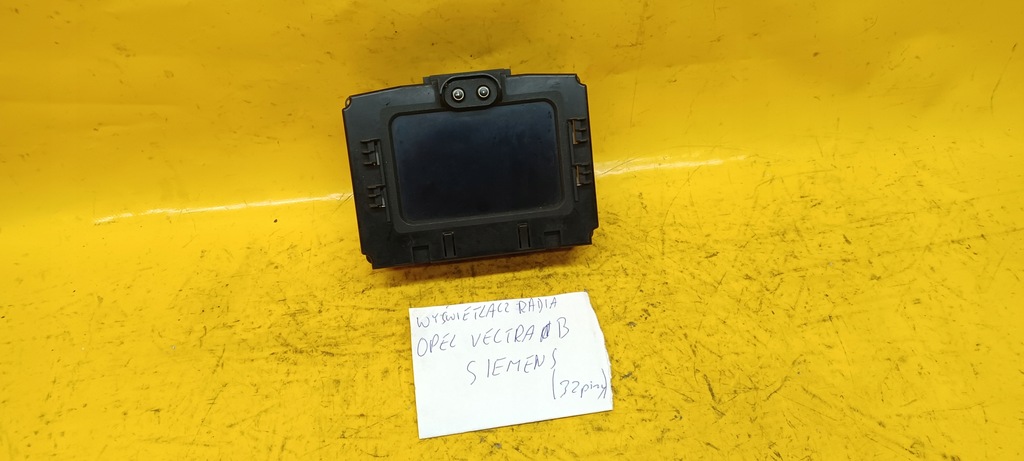 WYŚWIETLACZ RADIA
OPEL VECTRA B
SIEMENS
(32piny)